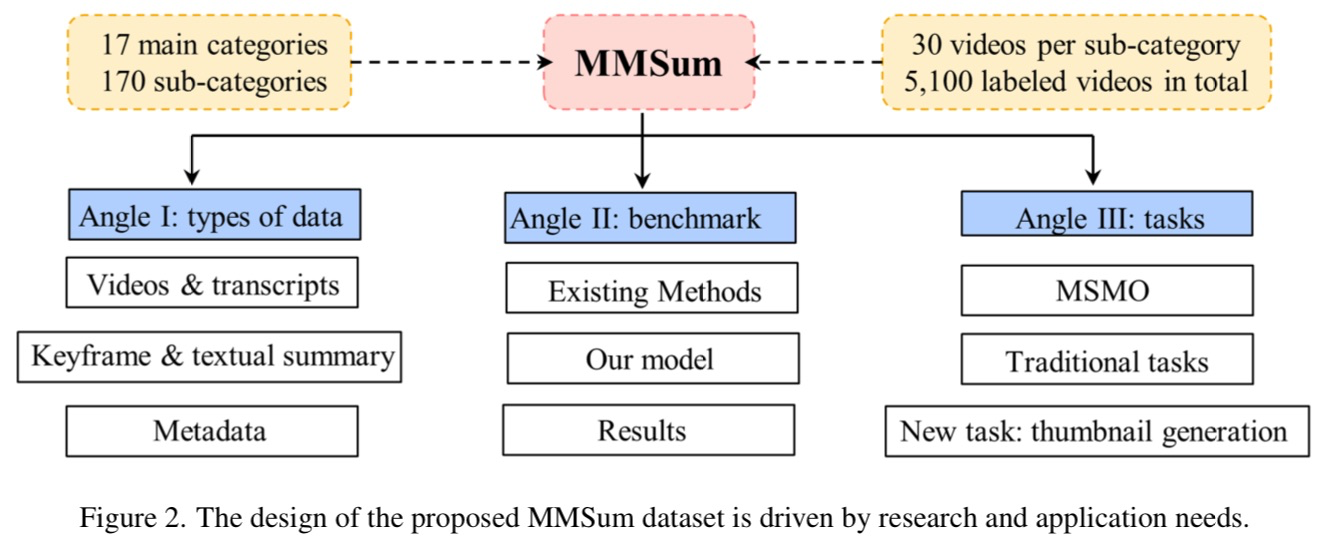 17 main categories
170 sub-categories
MMSum
30 videos per sub-category
5,100 labeled videos in total
Angle I: types of data
Videos & transcripts
Keyframe & textual summary
Metadata
Angle II: benchmark
Existing Methods
Our model
Results
Angle III: tasks
MSMO
Traditional tasks
New task: thumbnail generation
Figure 2. The design of the proposed MMSum dataset is driven by research and application needs.